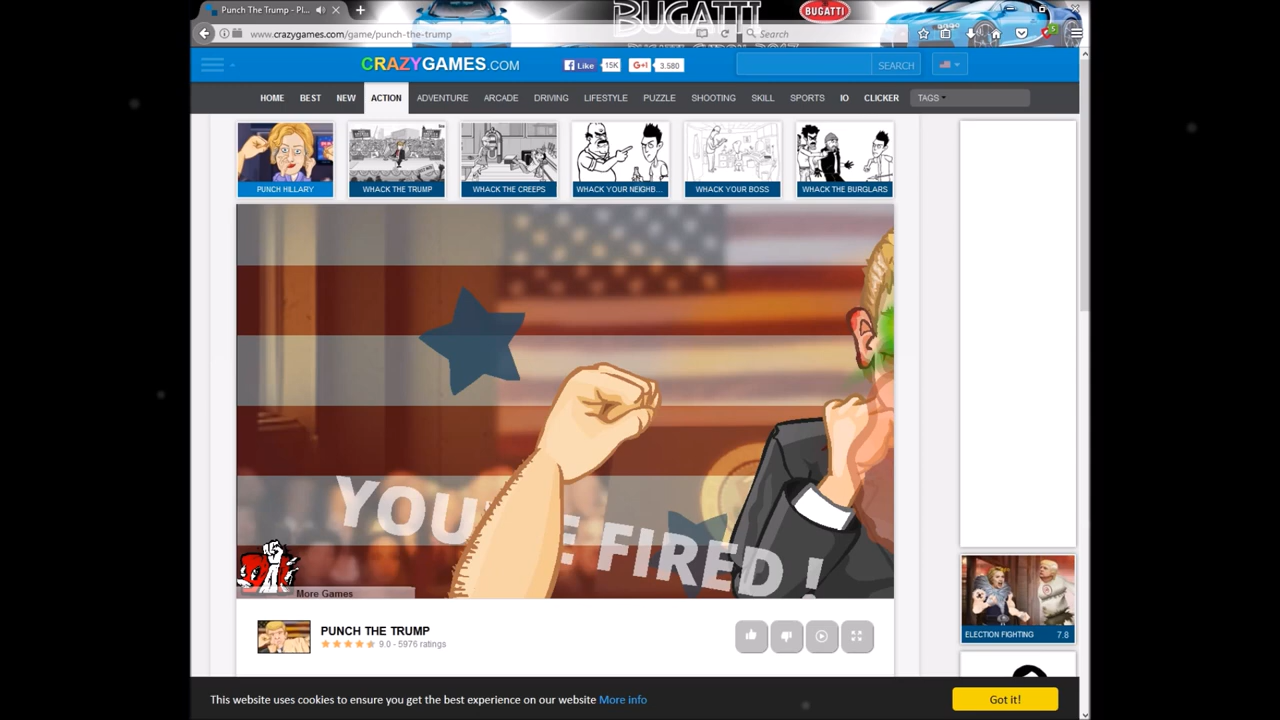 BUGATTI
BUGATTI
Punch The Trump - Pl...
www.crazygames.com/game/punch-the-trump
Search
CRAZYGAMES.COM
Like
15K
G+1
3.580
SEARCH
HOME
BEST
NEW
ACTION
ADVENTURE
ARCADE
DRIVING
LIFESTYLE
PUZZLE
SHOOTING
SKILL
SPORTS
IO
CLICKER
TAGS
PUNCH HILLARY
WHACK THE TRUMP
WHACK THE CREEPS
WHACK YOUR NEIGHB...
WHACK YOUR BOSS
WHACK THE BURGLARS
YOU' E FIRED !
More Games
PUNCH THE TRUMP
9.0 - 5976 ratings
ELECTION FIGHTING 7.8
This website uses cookies to ensure you get the best experience on our website More info
Got it!